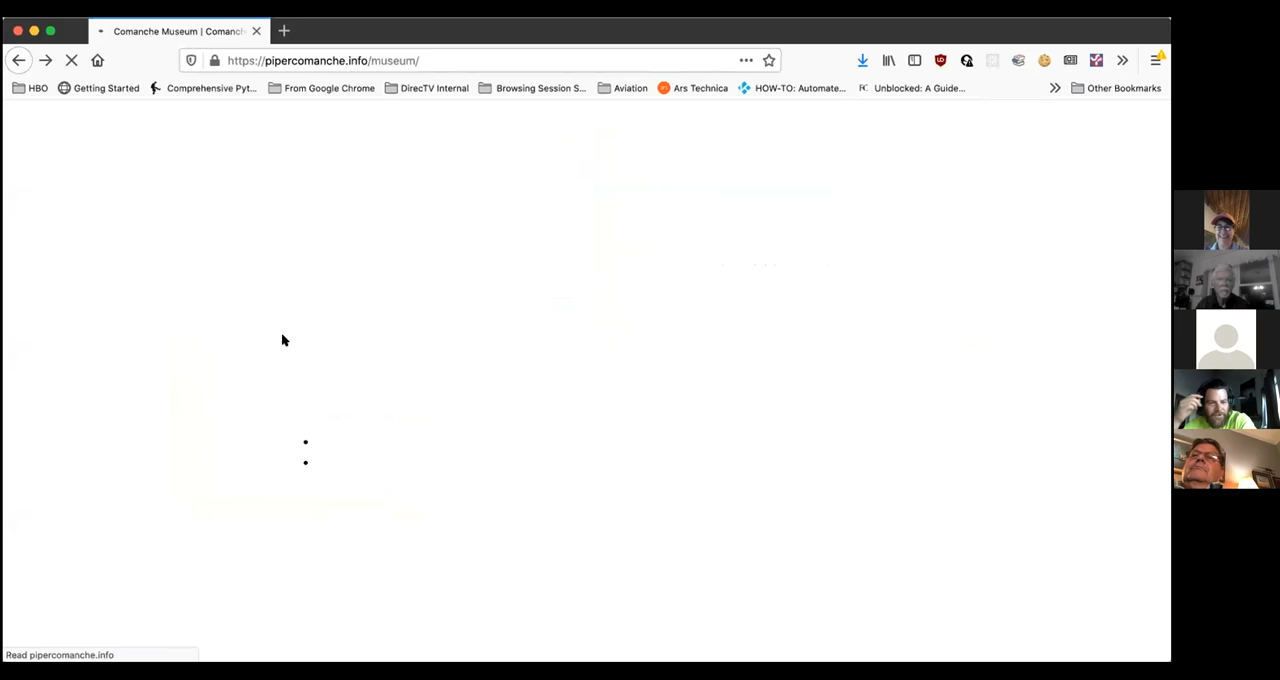 Comanche Museum | Comanch
https://pipercomanche.info/museum/
HBO Getting Started Comprehensive Pyt... From Google Chrome DirecTV Internal Browsing Session S... Aviation Ars Technica HOW-TO: Automate... Unblocked: A Guide... Other Bookmarks
Read pipercomanche.info